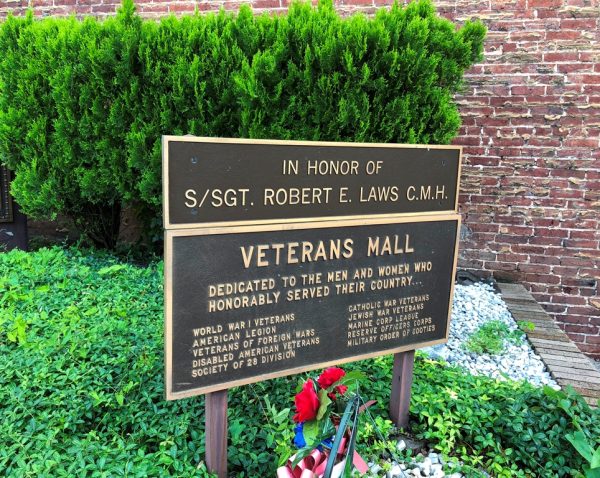 IN HONOR OF
S/SGT. ROBERT E. LAWS C.M.H.
VETERANS MALL
DEDICATED TO THE MEN AND WOMEN WHO
HONORABLY SERVED THEIR COUNTRY...
WORLD WAR I VETERANS
AMERICAN LEGION
VETERANS OF FOREIGN WARS
DISABLED AMERICAN VETERANS
SOCIETY OF 28 DIVISION
CATHOLIC WAR VETERANS
JEWISH WAR VETERANS
MARINE CORP LEAGUE
RESERVE OFFICERS CORPS
MILITARY ORDER OF COOTIES